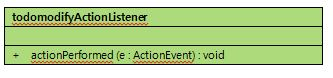 todomodifyActionListener
+ actionPerformed (e : ActionEvent) : void